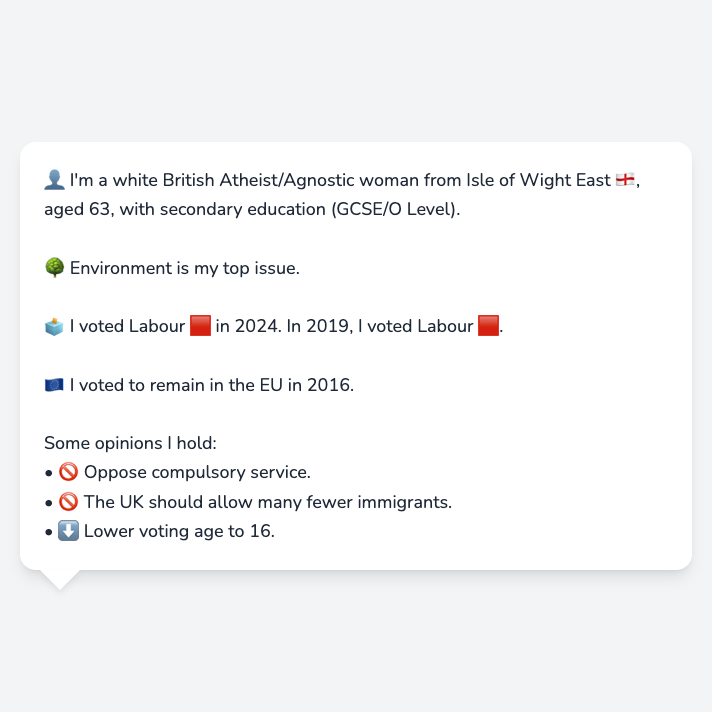 👤 I'm a white British Atheist/Agnostic woman from Isle of Wight East 🏴󠁧󠁢󠁥󠁮󠁧󠁿,
aged 63, with secondary education (GCSE/O Level).
🌳 Environment is my top issue.
🗳️ I voted Labour 🟥 in 2024. In 2019, I voted Labour 🟥.
🇪🇺 I voted to remain in the EU in 2016.
Some opinions I hold:
• 🚫 Oppose compulsory service.
• 🚫 The UK should allow many fewer immigrants.
• ⬇️ Lower voting age to 16.